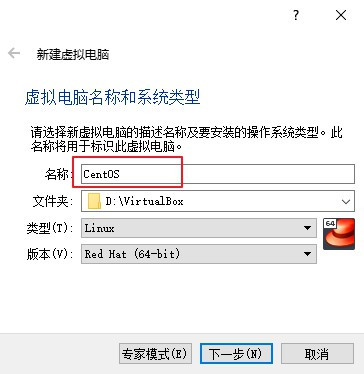 ?
新建虚拟电脑
虚拟电脑名称和系统类型
请选择新虚拟电脑的描述名称及要安装的操作系统类型。此
名称将用于标识此虚拟电脑。
名称: CentOS
文件夹: D:\VirtualBox
类型(T): Linux
64
版本(V): Red Hat (64-bit)
专家模式(E) 下一步(N) 取消